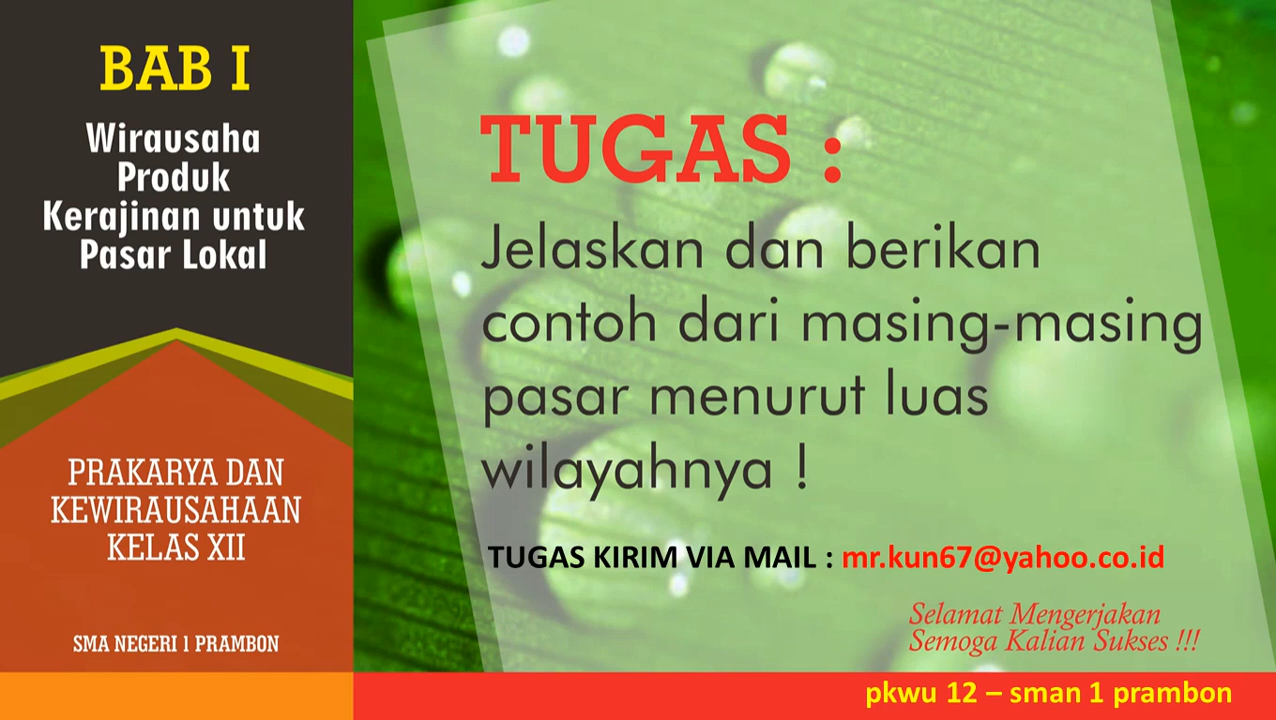 BAB I
Wirausaha
Produk
Kerajinan untuk
Pasar Lokal
PRAKARYA DAN
KEWIRAUSAHAAN
KELAS XII
SMA NEGERI 1 PRAMBON
TUGAS :
Jelaskan dan berikan
contoh dari masing-masing
pasar menurut luas
wilayahnya !
TUGAS KIRIM VIA MAIL : mr.kun67@yahoo.co.id
Selamat Mengerjakan
Semoga Kalian Sukses !!!
pkwu 12 – sman 1 prambon